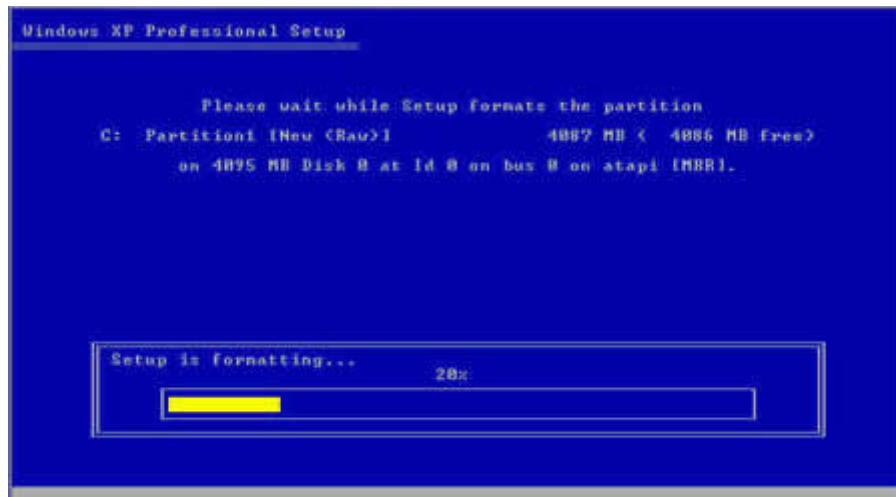 Windows XP Professional Setup
Please wait while Setup formats the partition
C: Partition1 [New (Raw)] 4087 MB ( 4086 MB free)
on 4095 MB Disk 0 at Id 0 on bus 0 on atapi [MBR].
Setup is formatting...
20%